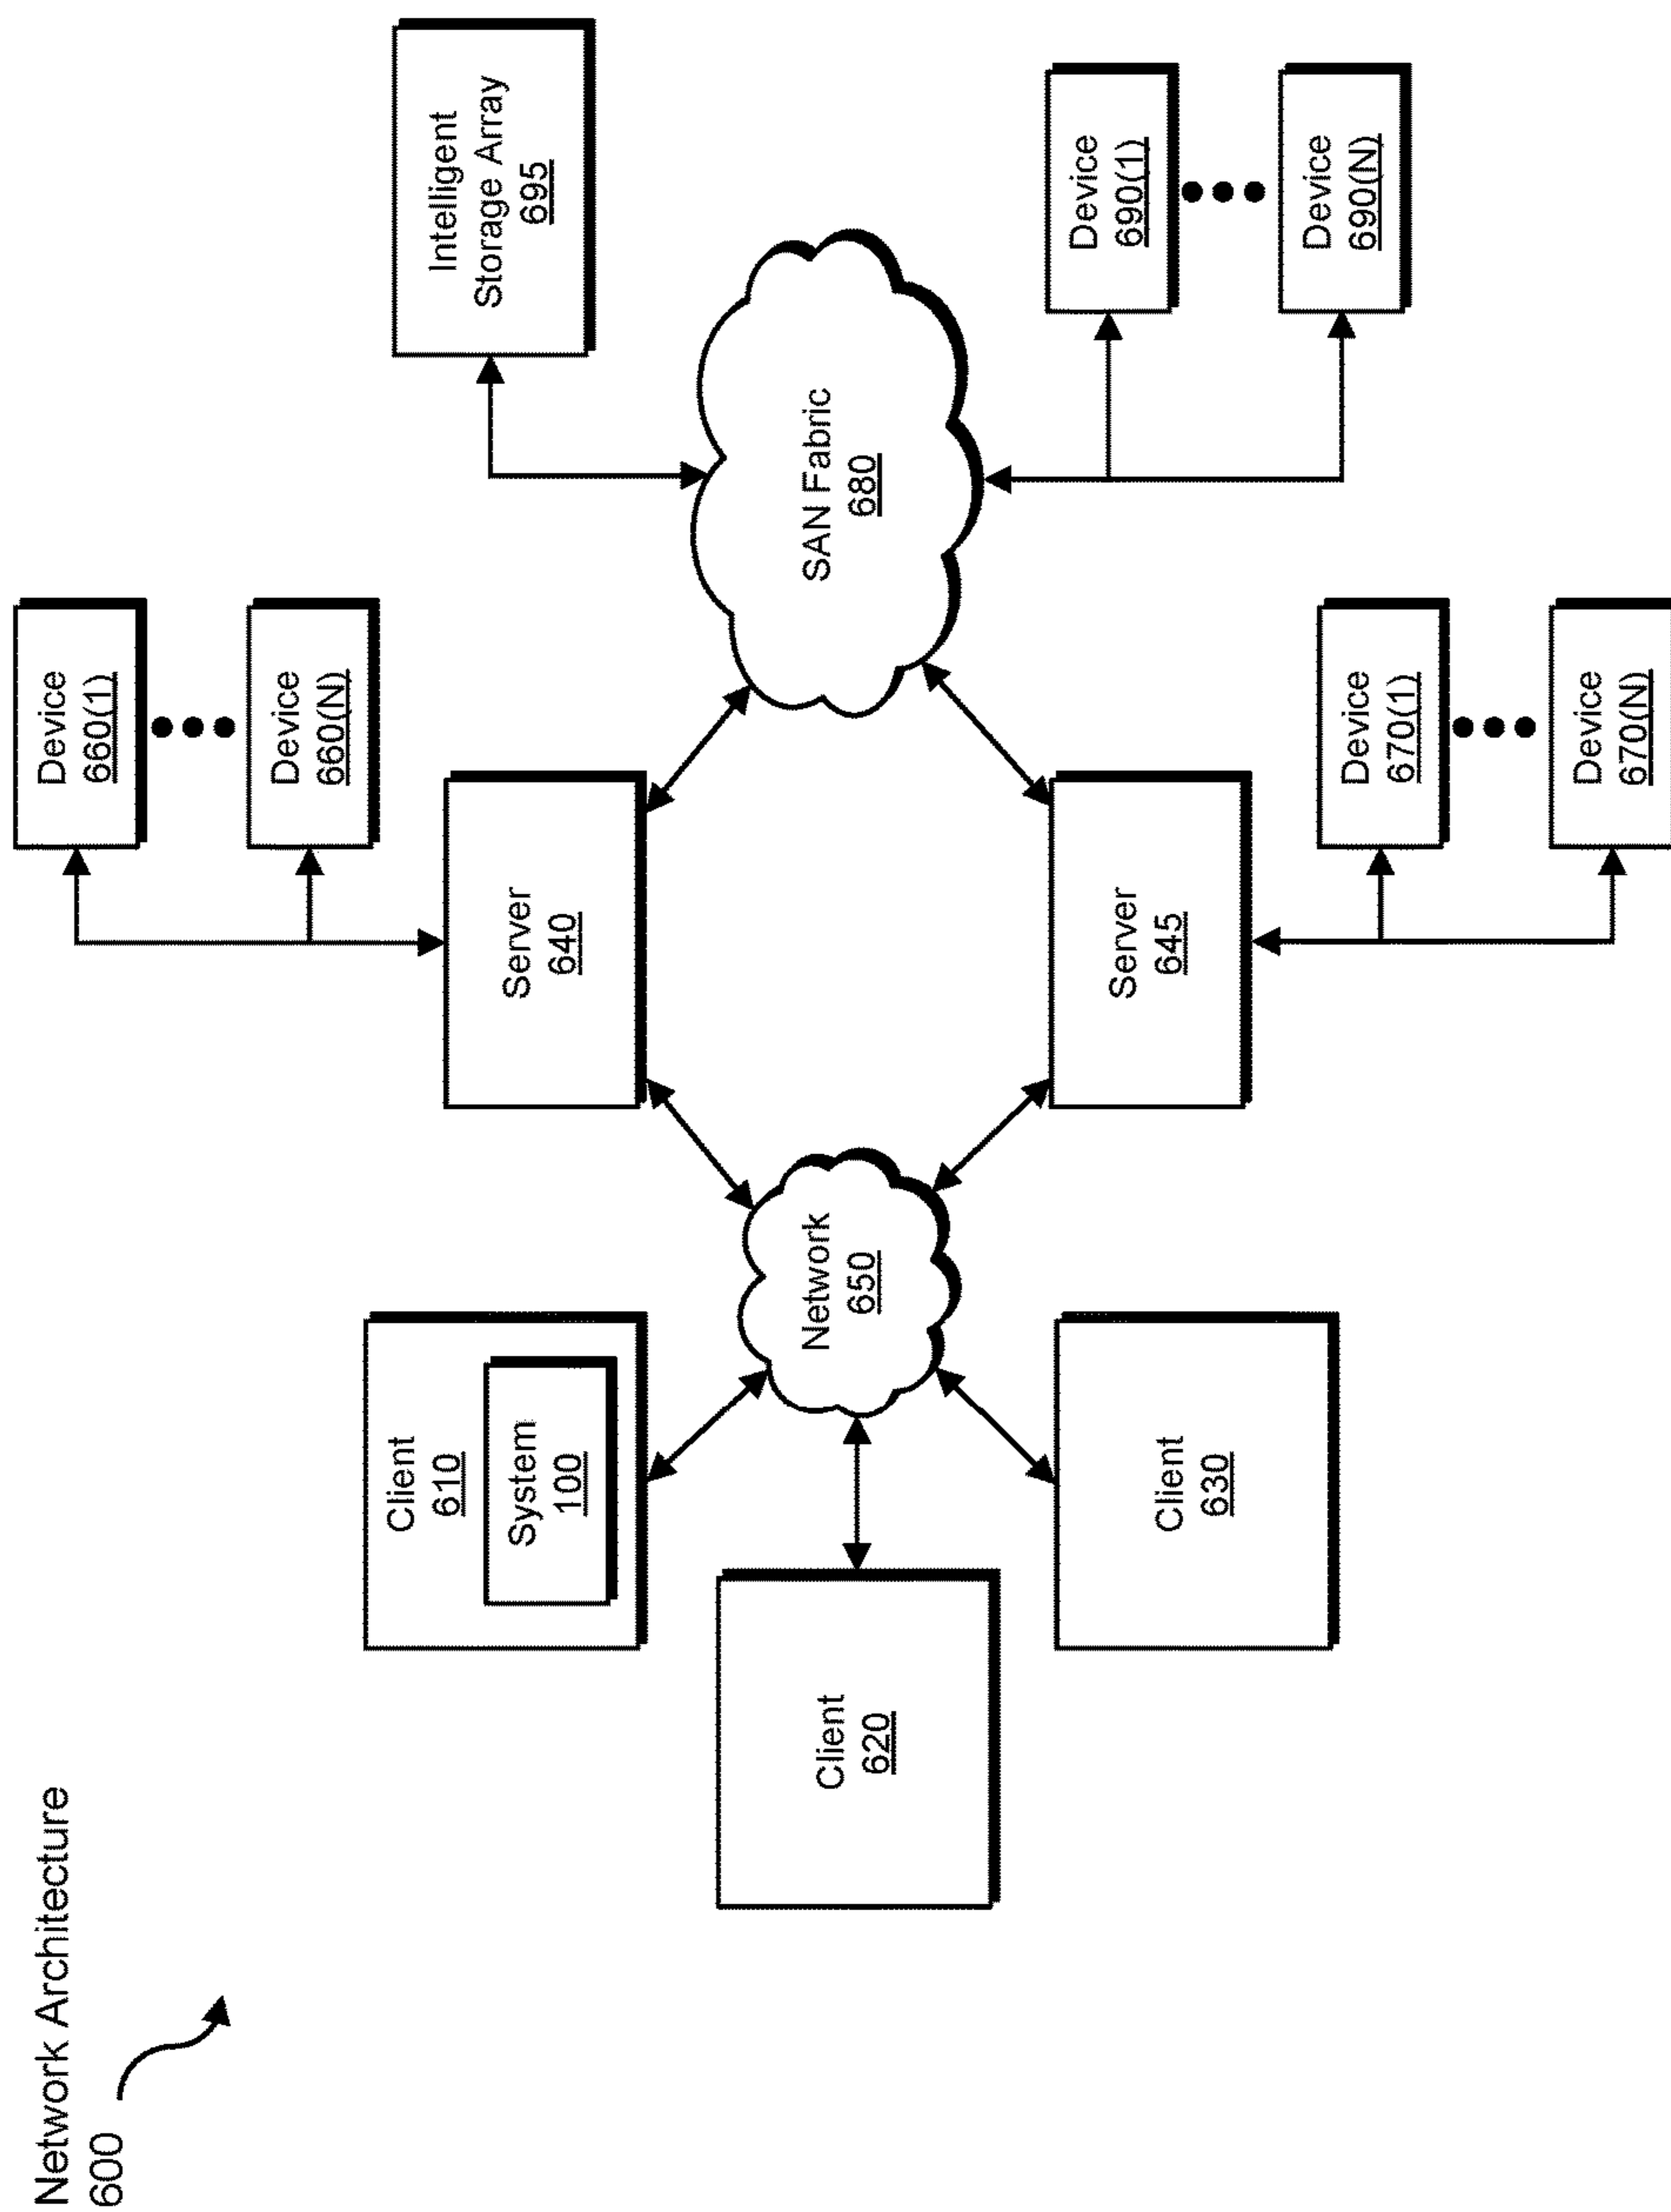 Network Architecture
600
Device
660(1)
Device
660(N)
Intelligent
Storage Array
695
Client
610
System
100
Server
640
Client
620
Network
650
SAN Fabric
680
Client
630
Server
645
Device
690(1)
Device
690(N)
Device
670(1)
Device
670(N)